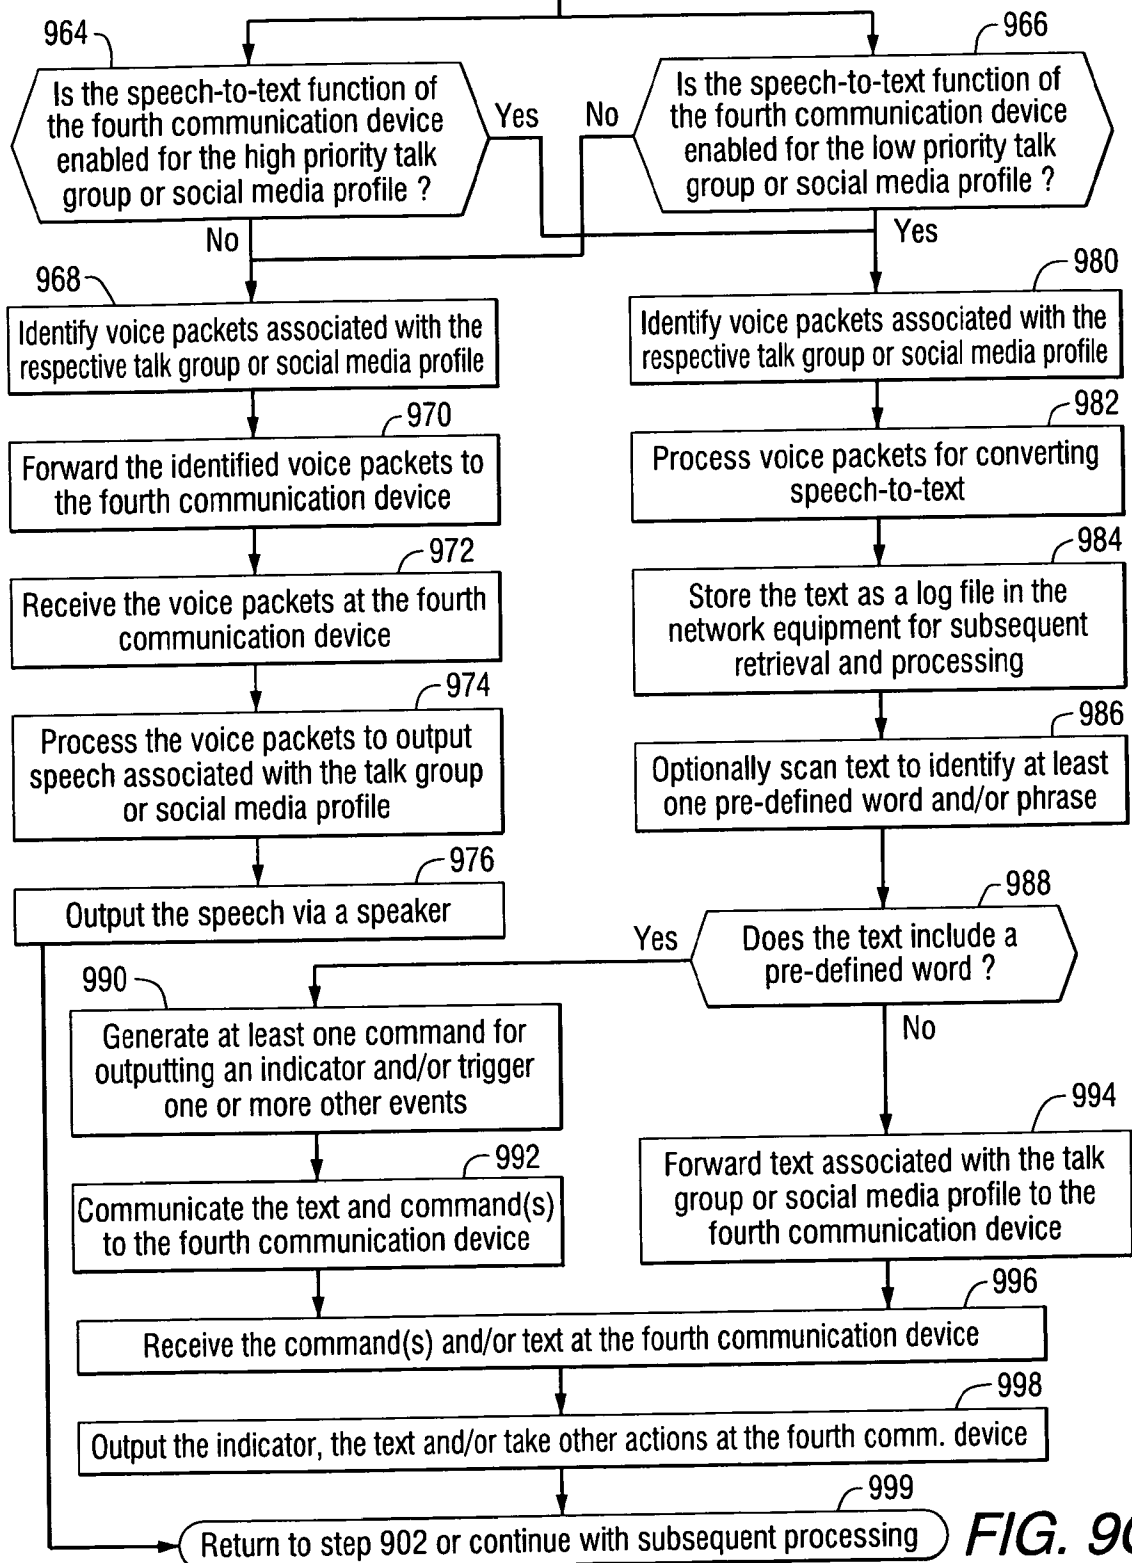 964
966
Is the speech-to-text function of
the fourth communication device
enabled for the high priority talk
group or social media profile ?
Yes
No
Is the speech-to-text function of
the fourth communication device
enabled for the low priority talk
group or social media profile ?
No
Yes
968
Identify voice packets associated with the
respective talk group or social media profile
970
Forward the identified voice packets to
the fourth communication device
972
Receive the voice packets at the fourth
communication device
974
Process the voice packets to output
speech associated with the talk group
or social media profile
976
Output the speech via a speaker
980
Identify voice packets associated with the
respective talk group or social media profile
982
Process voice packets for converting
speech-to-text
984
Store the text as a log file in the
network equipment for subsequent
retrieval and processing
986
Optionally scan text to identify at least
one pre-defined word and/or phrase
988
Does the text include a
pre-defined word ?
Yes
No
990
Generate at least one command for
outputting an indicator and/or trigger
one or more other events
992
Communicate the text and command(s)
to the fourth communication device
994
Forward text associated with the talk
group or social media profile to the
fourth communication device
996
Receive the command(s) and/or text at the fourth communication device
998
Output the indicator, the text and/or take other actions at the fourth comm. device
999
Return to step 902 or continue with subsequent processing
FIG.